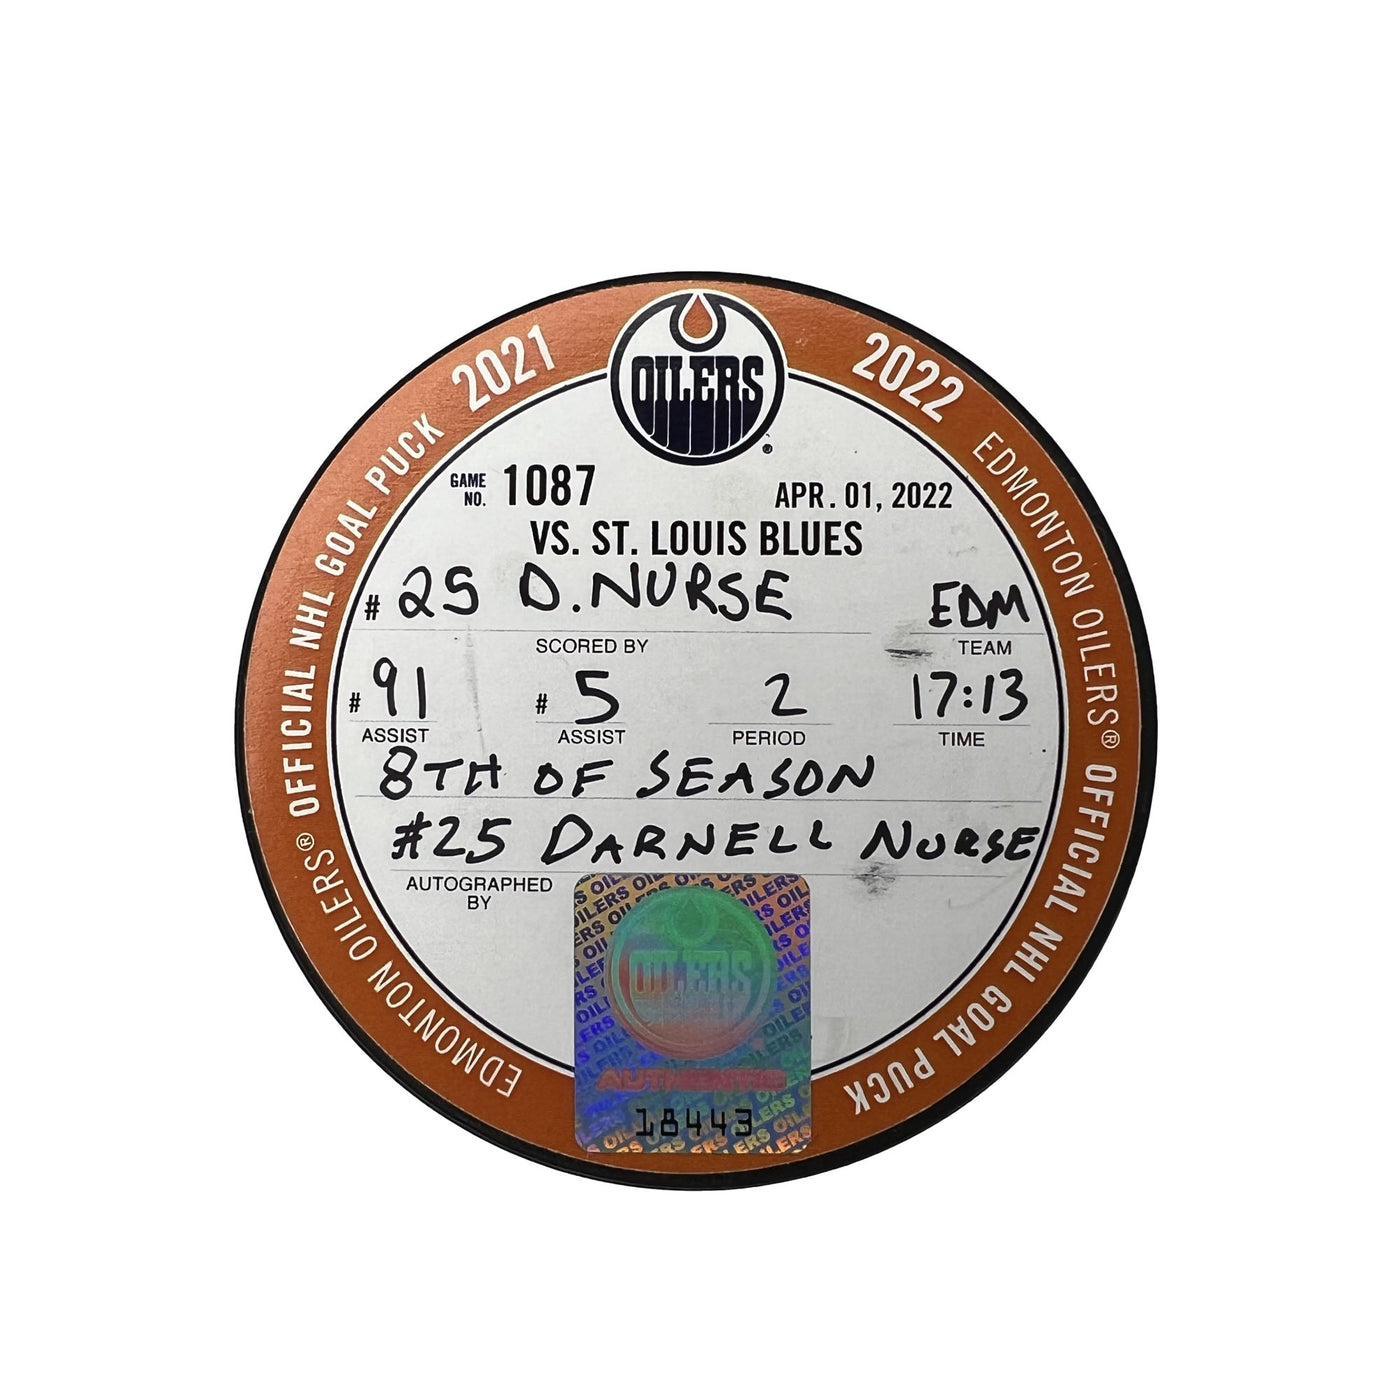 OFFICIAL NHL GOAL PUCK 2021
2022 EDMONTON OILERS® OFFICIAL NHL GOAL PUCK
EDMONTON OILERS®
OILERS
GAME NO. 1087
APR. 01, 2022
VS. ST. LOUIS BLUES
# 25 D. NURSE EDM
SCORED BY TEAM
# 91 # 5 2 17:13
ASSIST ASSIST PERIOD TIME
8TH OF SEASON
#25 DARNELL NURSE
AUTOGRAPHED
BY
OILERS
AUTHENTIC
18443